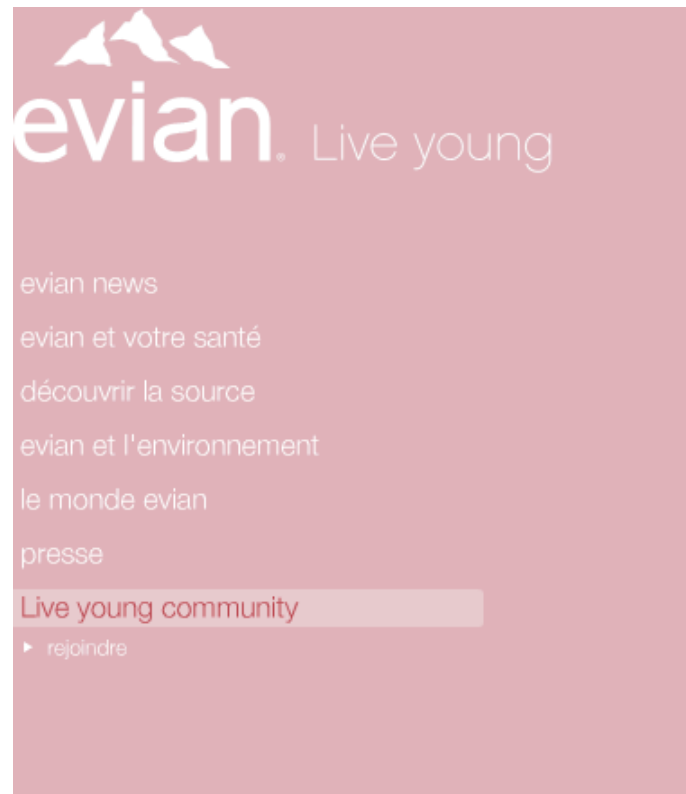 evian® Live young
evian news
evian et votre santé
découvrir la source
evian et l'environnement
le monde evian
presse
Live young community
rejoindre